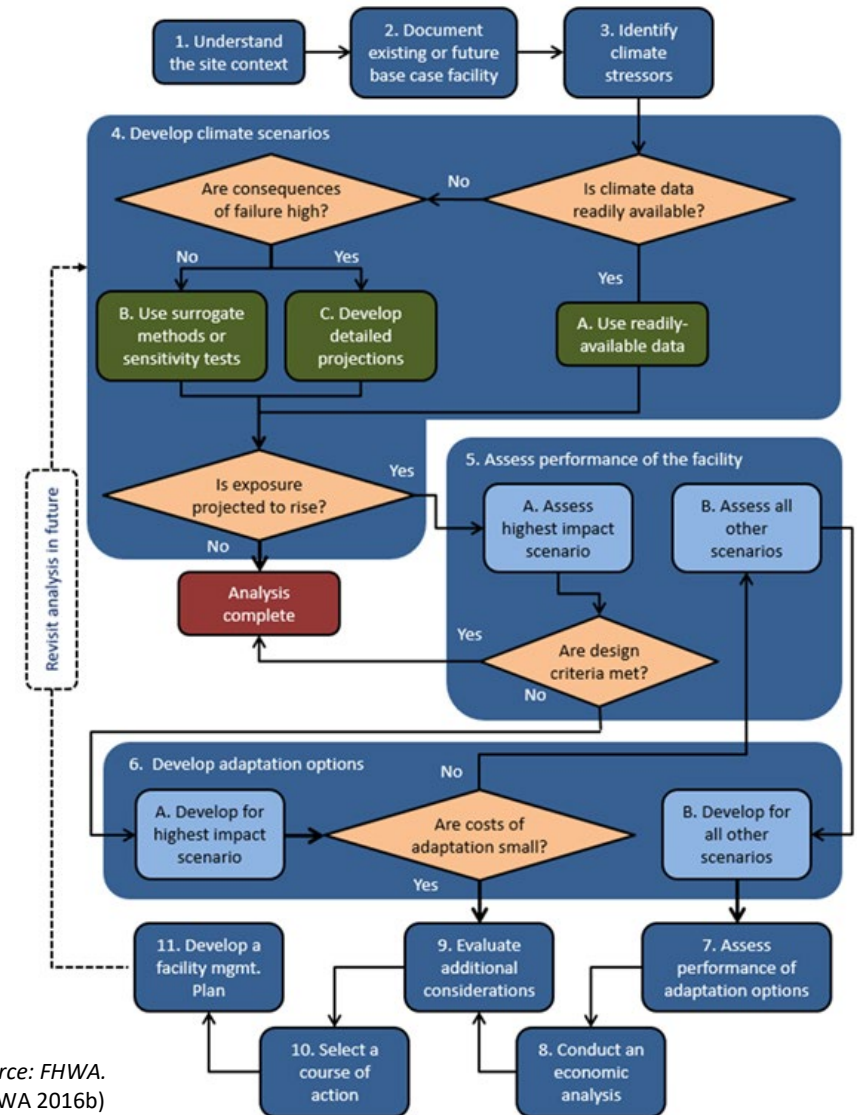 1. Understand
the site context
2. Document
existing or future
base case facility
3. Identify
climate
stressors
4. Develop climate scenarios
Are consequences
of failure high?
No
Is climate data
readily available?
No
Yes
Yes
B. Use surrogate
methods or
sensitivity tests
C. Develop
detailed
projections
A. Use readily-
available data
Is exposure
projected to rise?
Yes
No
Analysis
complete
5. Assess performance of the facility
A. Assess
highest impact
scenario
B. Assess all
other
scenarios
Yes
Are design
criteria met?
No
Revisit analysis in future
6. Develop adaptation options
No
A. Develop for
highest impact
scenario
Are costs of
adaptation small?
Yes
B. Develop for
all other
scenarios
11. Develop a
facility mgmt.
Plan
9. Evaluate
additional
considerations
7. Assess
performance of
adaptation options
10. Select a
course of
action
8. Conduct an
economic
analysis
rce: FHWA.
WA 2016b)